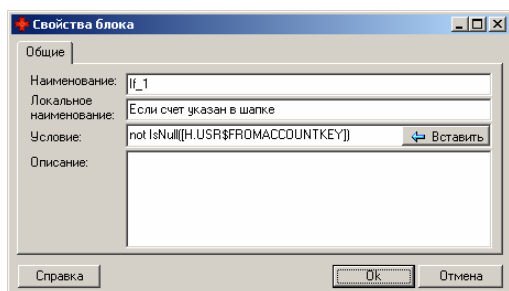 Свойства блока
Общие
Наименование: If_1
Локальное наименование: Если счет указан в шапке
Условие: not IsNull([H.USR$FROMACCOUNTKEY]) Вставить
Описание:
Справка Ok Отмена